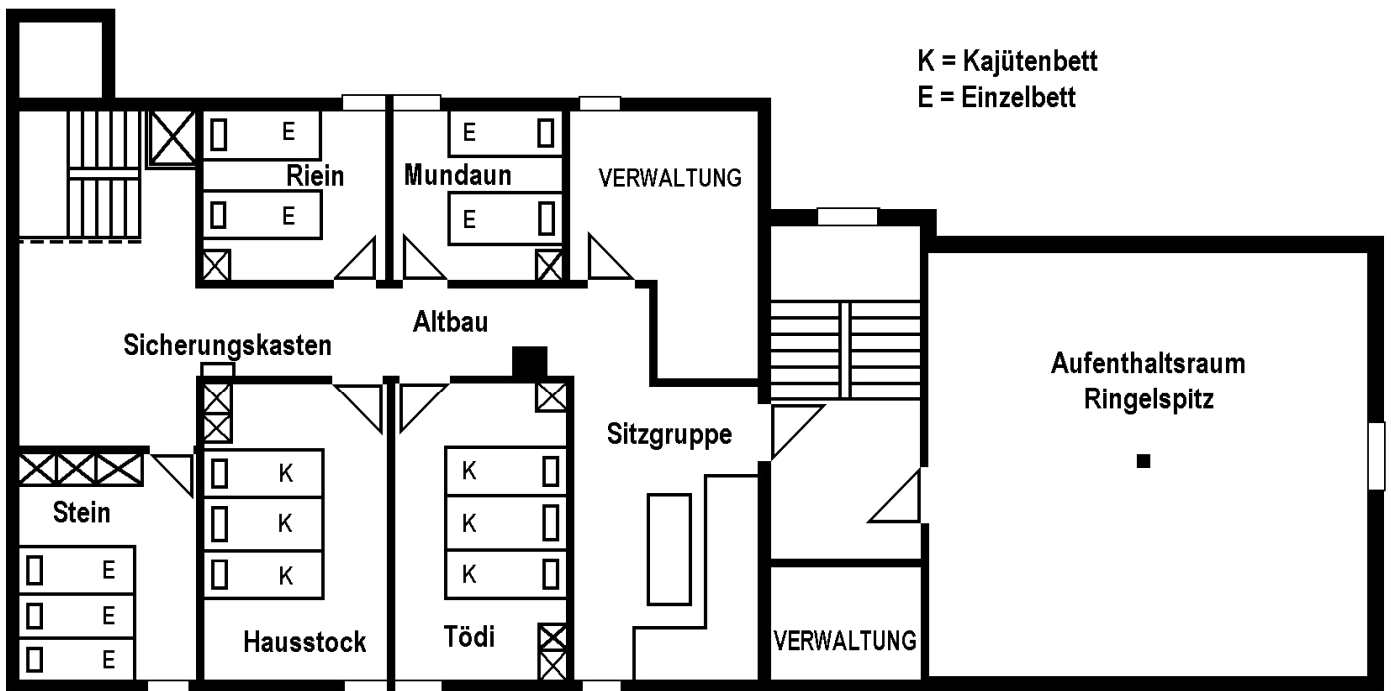 K = Kajütenbett
E = Einzelbett
E
Riein
E
E
Mundaun
E
VERWALTUNG
Altbau
Sicherungskasten
Aufenthaltsraum
Ringelspitz
Sitzgruppe
Stein
E
E
E
K
K
K
Hausstock
K
K
K
Tödi
VERWALTUNG